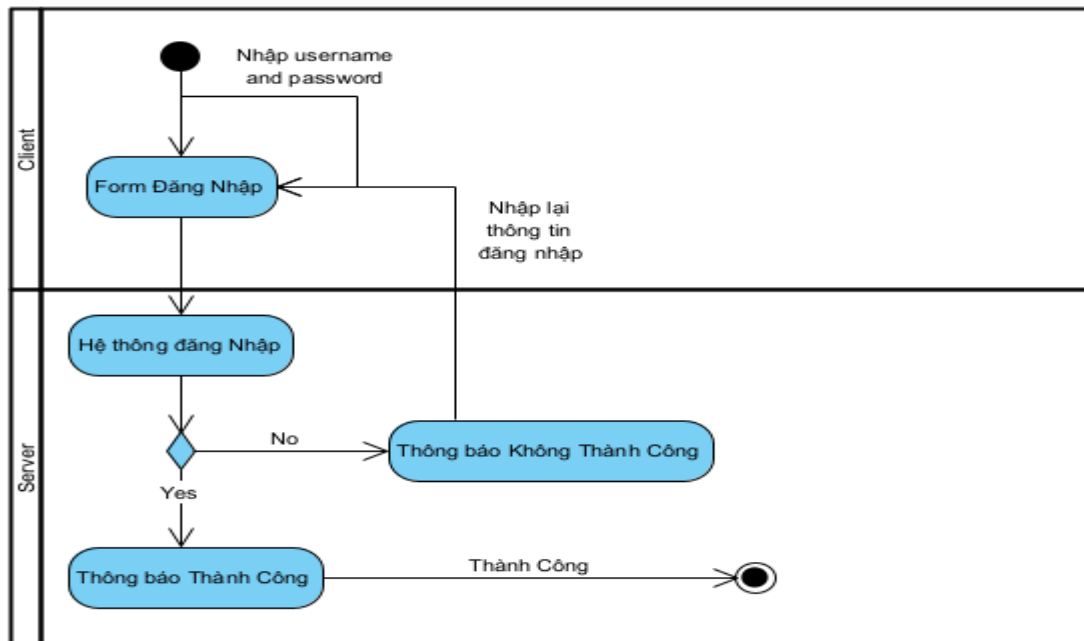 Client
Nhập username
and password
Form Đăng Nhập
Nhập lại
thông tin
đăng nhập
Server
Hệ thông đăng Nhập
No
Thông báo Không Thành Công
Yes
Thông báo Thành Công
Thành Công